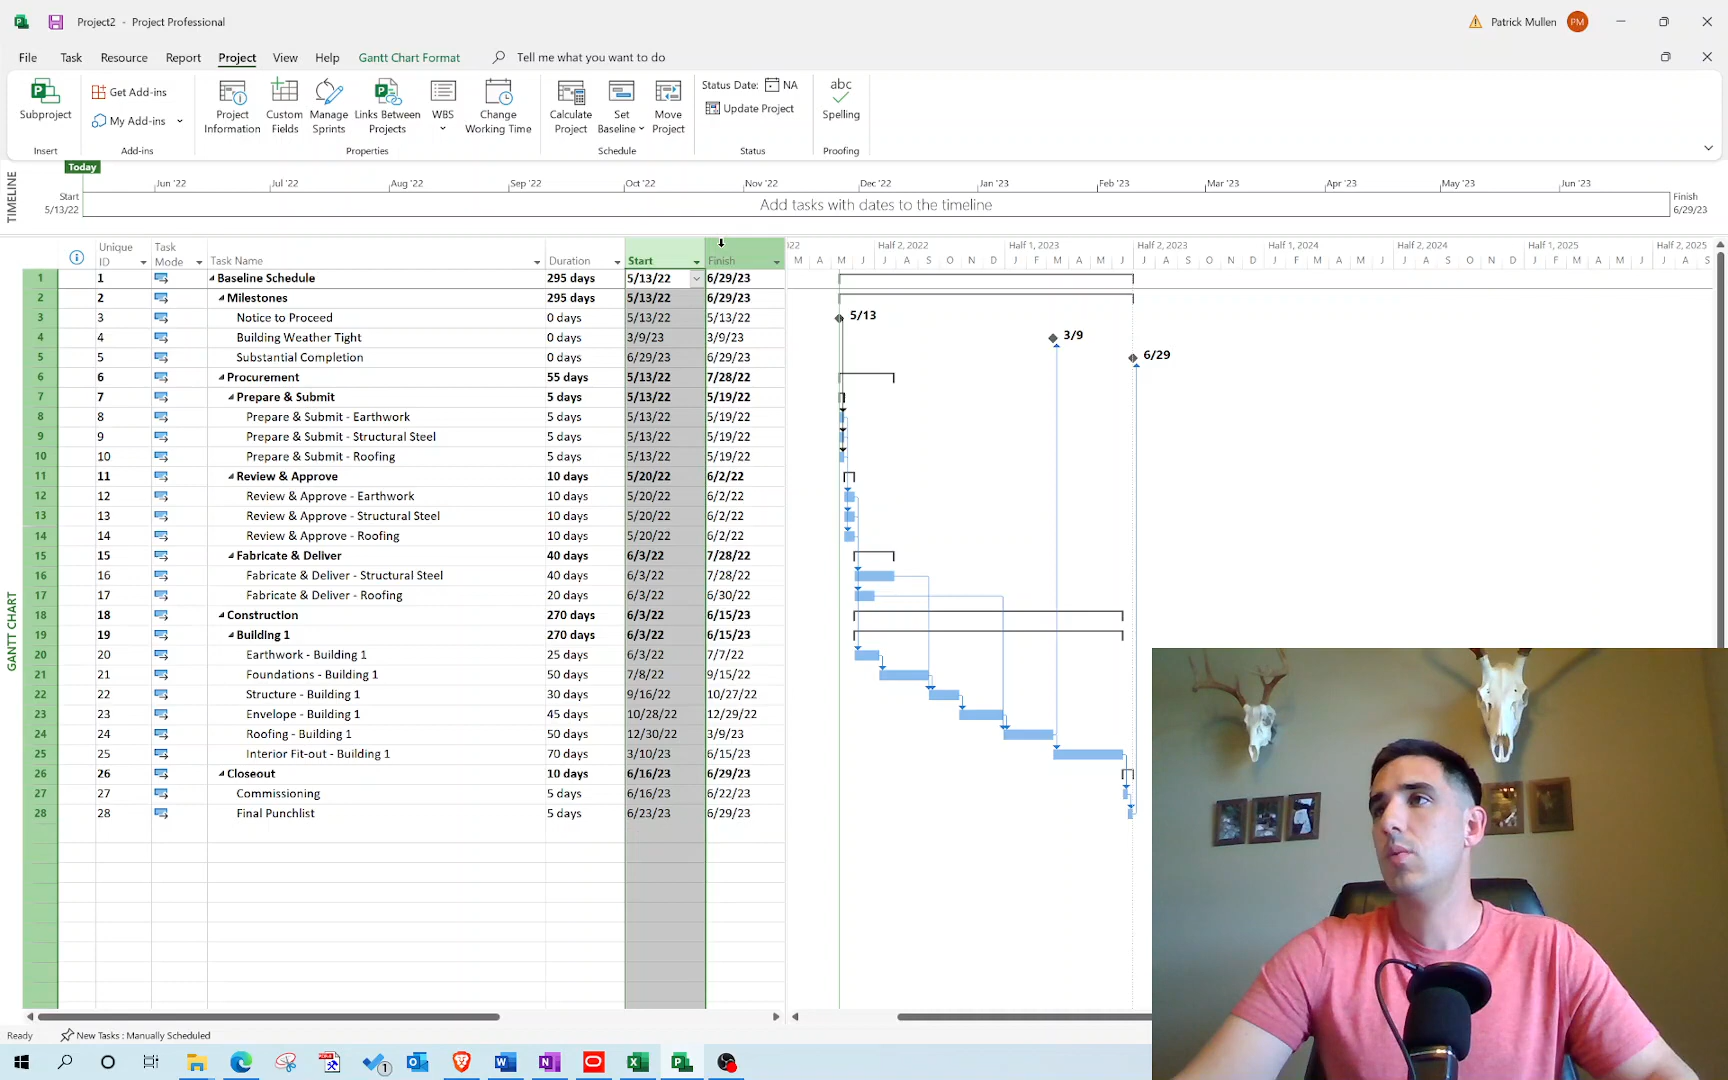 Project2 - Project Professional
Patrick Mullen PM
File Task Resource Report Project View Help Gantt Chart Format Tell me what you want to do
Subproject
Get Add-ins
My Add-ins
Project Information
Custom Fields
Manage Sprints
Links Between Projects
WBS
Change Working Time
Calculate Project
Set Baseline
Move Project
Status Date: NA
Update Project
abc
Spelling
Insert Add-ins Properties Schedule Status Proofing
TIMELINE
Today
Jun '22 Jul '22 Aug '22 Sep '22 Oct '22 Nov '22 Dec '22 Jan '23 Feb '23 Mar '23 Apr '23 May '23 Jun '23
Start
5/13/22
Add tasks with dates to the timeline
Finish
6/29/23
Unique ID Task Mode Task Name Duration Start Finish
022 Half 2, 2022 Half 1, 2023 Half 2, 2023 Half 1, 2024 Half 2, 2024 Half 1, 2025 Half 2, 2025
M A M J J A S O N D J F M A M J J A S O N D J F M A M J J A S O N D J F M A M J J A S
GANTT CHART
1 1 Baseline Schedule 295 days 5/13/22 6/29/23
2 2 Milestones 295 days 5/13/22 6/29/23
3 3 Notice to Proceed 0 days 5/13/22 5/13/22 5/13
4 4 Building Weather Tight 0 days 3/9/23 3/9/23 3/9
5 5 Substantial Completion 0 days 6/29/23 6/29/23 6/29
6 6 Procurement 55 days 5/13/22 7/28/22
7 7 Prepare & Submit 5 days 5/13/22 5/19/22
8 8 Prepare & Submit - Earthwork 5 days 5/13/22 5/19/22
9 9 Prepare & Submit - Structural Steel 5 days 5/13/22 5/19/22
10 10 Prepare & Submit - Roofing 5 days 5/13/22 5/19/22
11 11 Review & Approve 10 days 5/20/22 6/2/22
12 12 Review & Approve - Earthwork 10 days 5/20/22 6/2/22
13 13 Review & Approve - Structural Steel 10 days 5/20/22 6/2/22
14 14 Review & Approve - Roofing 10 days 5/20/22 6/2/22
15 15 Fabricate & Deliver 40 days 6/3/22 7/28/22
16 16 Fabricate & Deliver - Structural Steel 40 days 6/3/22 7/28/22
17 17 Fabricate & Deliver - Roofing 20 days 6/3/22 6/30/22
18 18 Construction 270 days 6/3/22 6/15/23
19 19 Building 1 270 days 6/3/22 6/15/23
20 20 Earthwork - Building 1 25 days 6/3/22 7/7/22
21 21 Foundations - Building 1 50 days 7/8/22 9/15/22
22 22 Structure - Building 1 30 days 9/16/22 10/27/22
23 23 Envelope - Building 1 45 days 10/28/22 12/29/22
24 24 Roofing - Building 1 50 days 12/30/22 3/9/23
25 25 Interior Fit-out - Building 1 70 days 3/10/23 6/15/23
26 26 Closeout 10 days 6/16/23 6/29/23
27 27 Commissioning 5 days 6/16/23 6/22/23
28 28 Final Punchlist 5 days 6/23/23 6/29/23
Ready New Tasks : Manually Scheduled